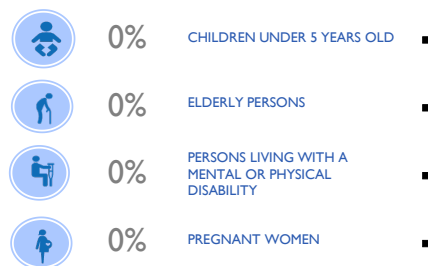 0% CHILDREN UNDER 5 YEARS OLD
0% ELDERLY PERSONS
0% PERSONS LIVING WITH A
MENTAL OR PHYSICAL
DISABILITY
0% PREGNANT WOMEN